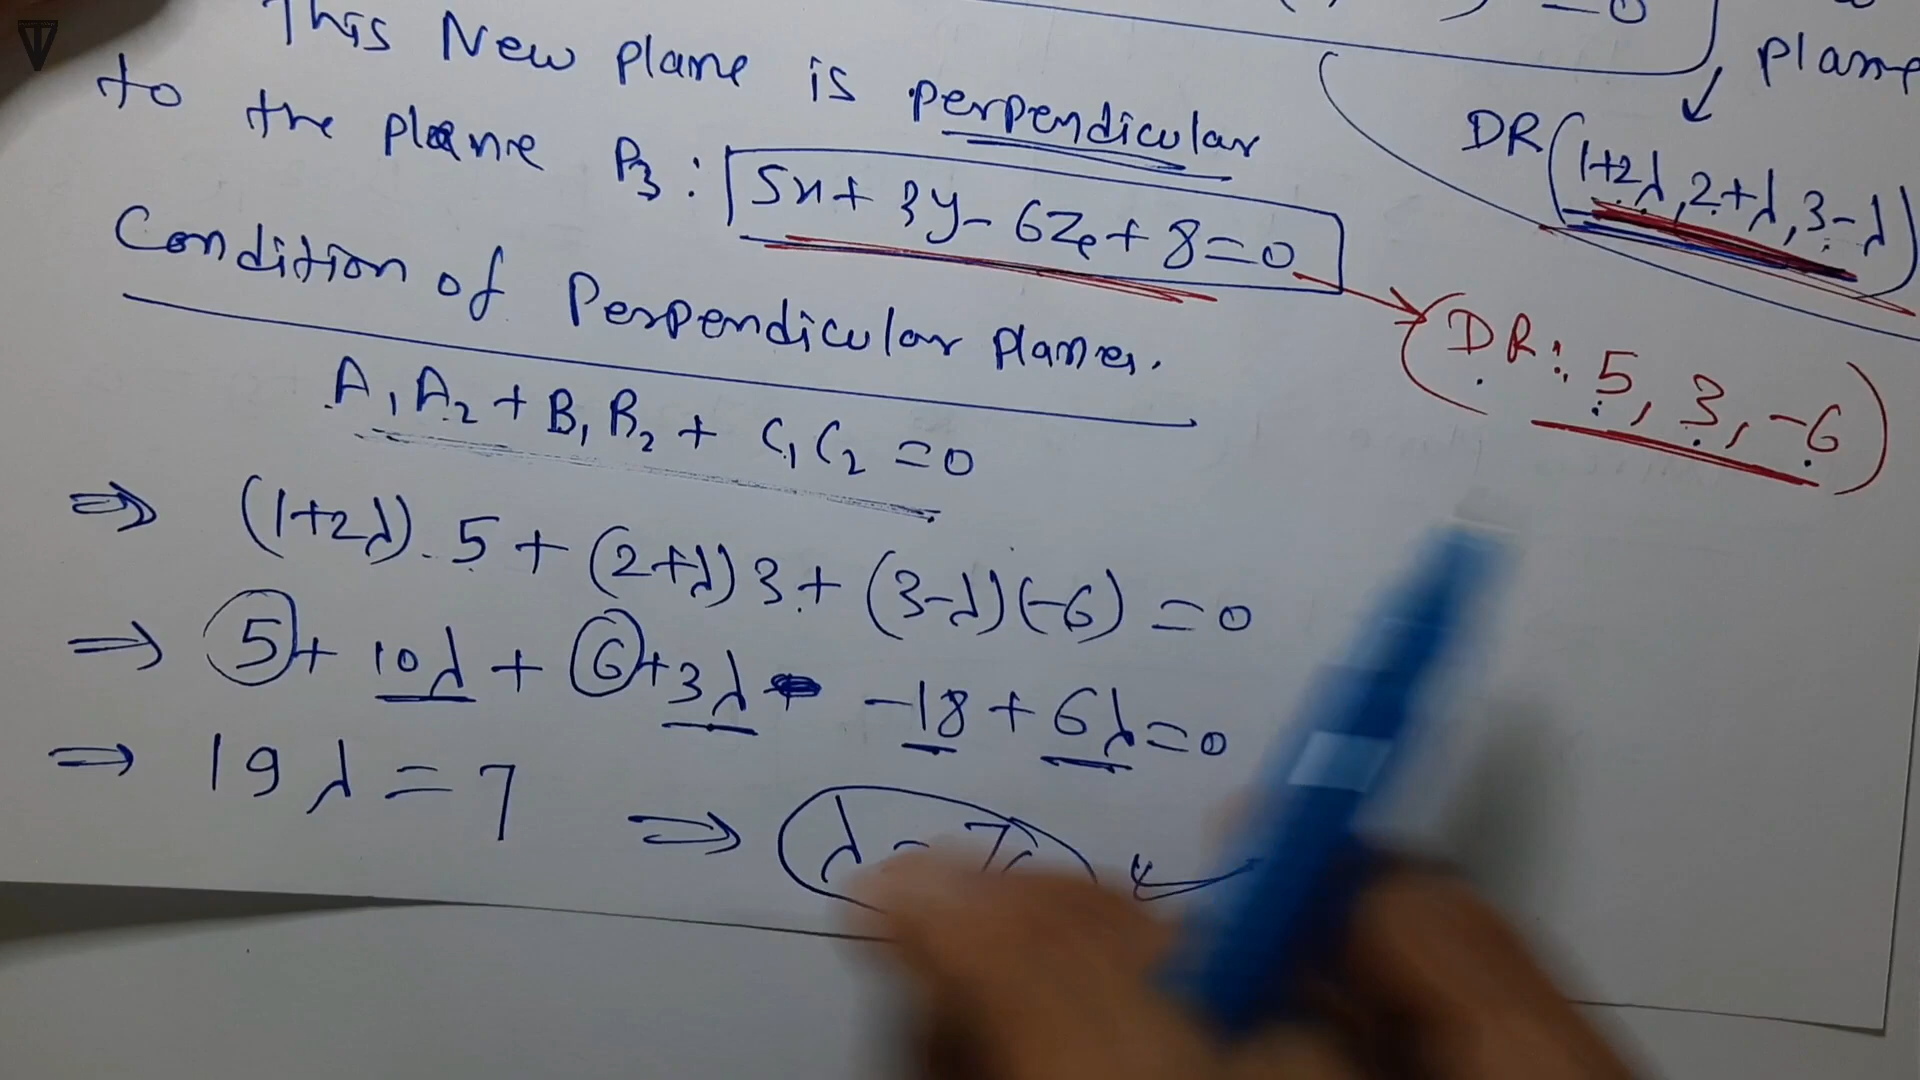 = 0
This New plane is perpendicular
to the plane P3 : 5x + 3y - 6z + 8 = 0
plane
DR (1+2λ, 2+λ, 3-λ)
DR: 5, 3, -6
Condition of Perpendicular planes.
A₁A₂ + B₁B₂ + C₁C₂ = 0
⇒ (1+2λ).5 + (2+λ)3 + (3-λ)(-6) = 0
⇒ 5 + 10λ + 6 + 3λ -18 + 6λ = 0
⇒ 19λ = 7 ⇒ λ = 7/